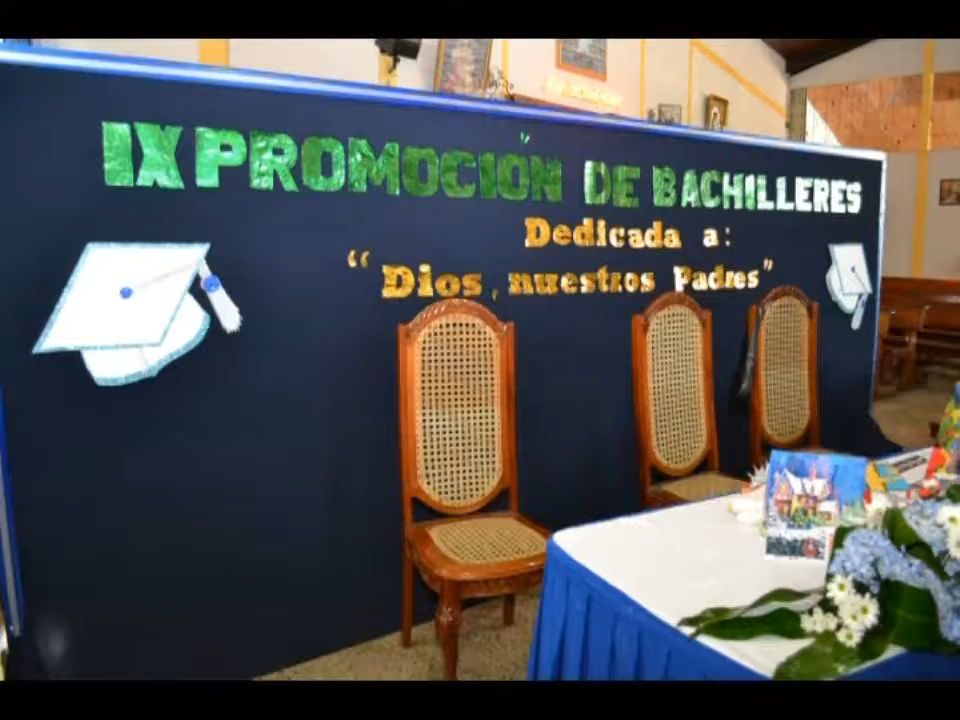 IX PROMOCIÓN DE BACHILLERES
Dedicada a:
“Dios, nuestros Padres”